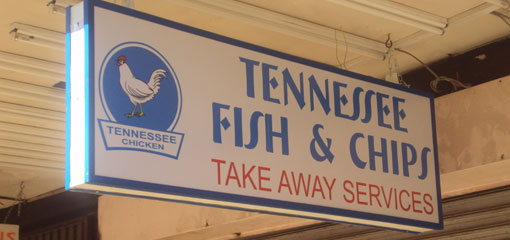 TENNESSEE
CHICKEN
TENNESSEE
FISH & CHIPS
TAKE AWAY SERVICES